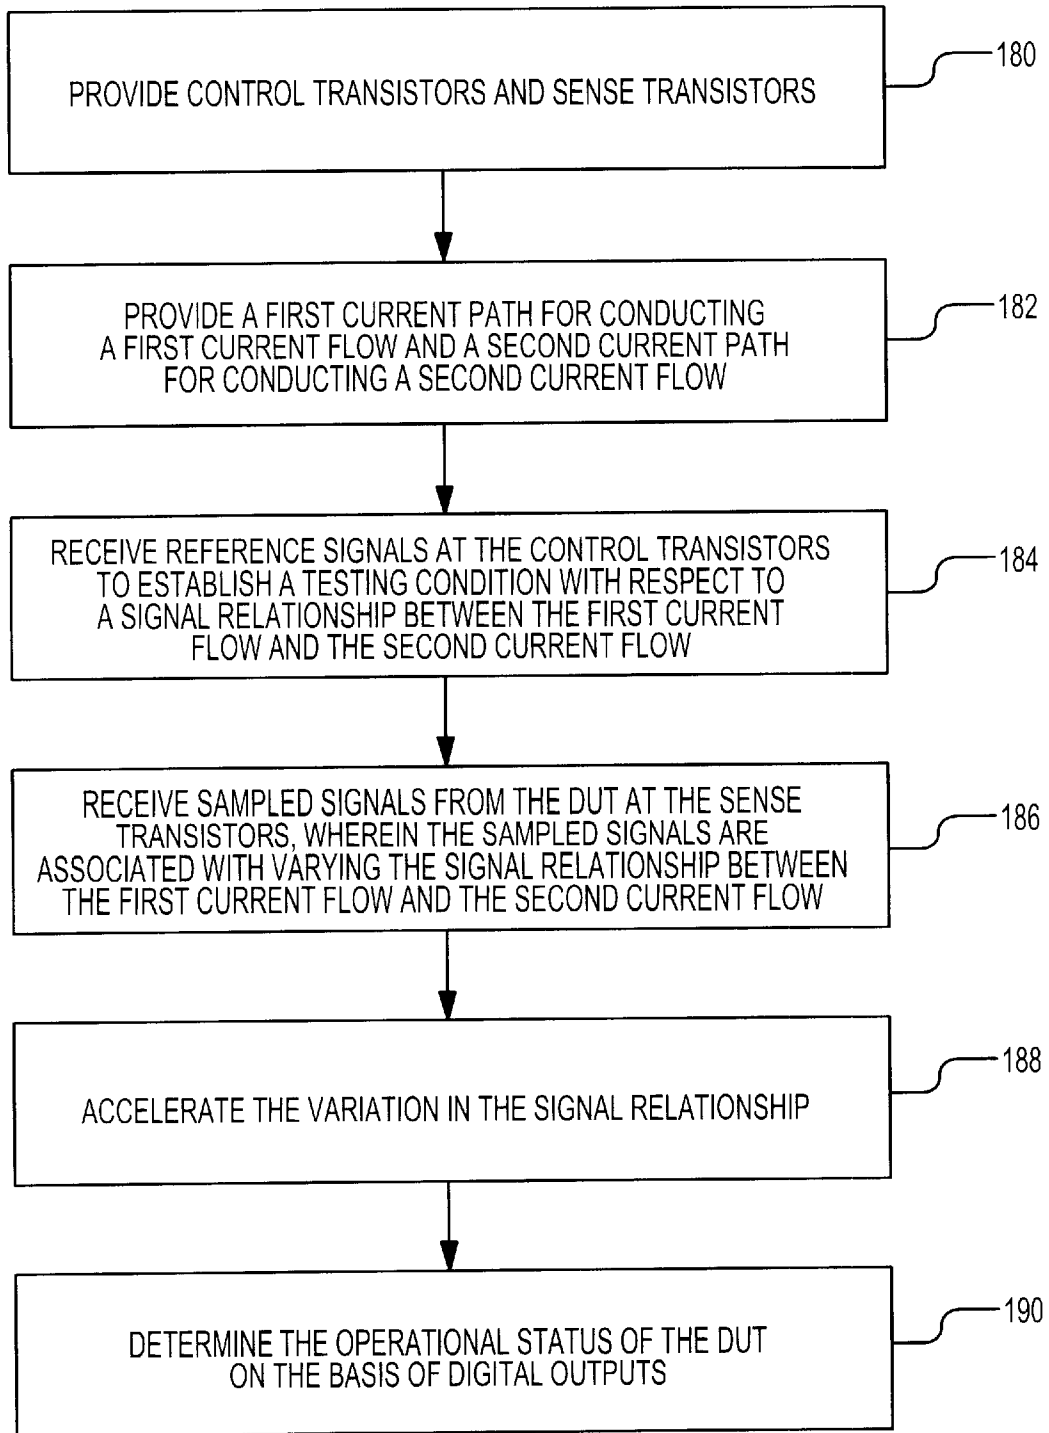 PROVIDE CONTROL TRANSISTORS AND SENSE TRANSISTORS
180
PROVIDE A FIRST CURRENT PATH FOR CONDUCTING
A FIRST CURRENT FLOW AND A SECOND CURRENT PATH
FOR CONDUCTING A SECOND CURRENT FLOW
182
RECEIVE REFERENCE SIGNALS AT THE CONTROL TRANSISTORS
TO ESTABLISH A TESTING CONDITION WITH RESPECT TO
A SIGNAL RELATIONSHIP BETWEEN THE FIRST CURRENT
FLOW AND THE SECOND CURRENT FLOW
184
RECEIVE SAMPLED SIGNALS FROM THE DUT AT THE SENSE
TRANSISTORS, WHEREIN THE SAMPLED SIGNALS ARE
ASSOCIATED WITH VARYING THE SIGNAL RELATIONSHIP BETWEEN
THE FIRST CURRENT FLOW AND THE SECOND CURRENT FLOW
186
ACCELERATE THE VARIATION IN THE SIGNAL RELATIONSHIP
188
DETERMINE THE OPERATIONAL STATUS OF THE DUT
ON THE BASIS OF DIGITAL OUTPUTS
190